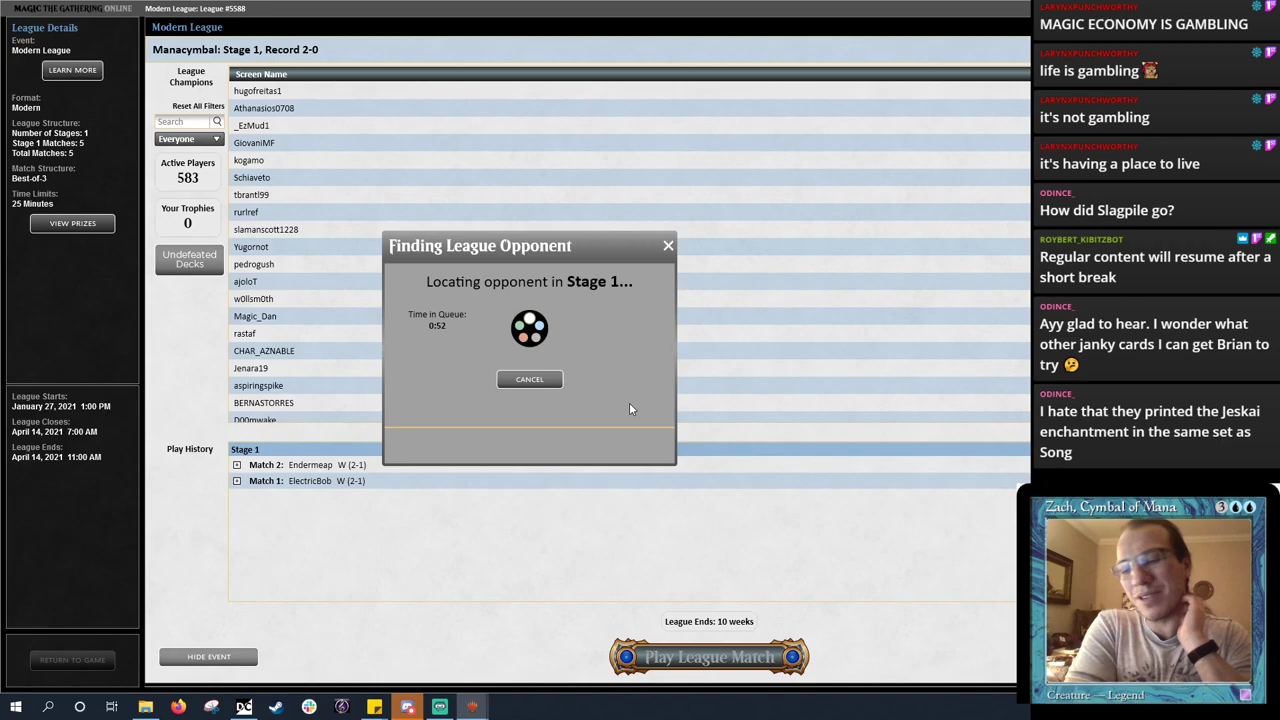 MAGIC THE GATHERING ONLINE
Modern League: League #5588
League Details
Event:
Modern League
LEARN MORE
Format:
Modern
League Structure:
Number of Stages: 1
Stage 1 Matches: 5
Total Matches: 5
Match Structure:
Best-of-3
Time Limits:
25 Minutes
VIEW PRIZES
League Starts:
January 27, 2021 1:00 PM
League Closes:
April 14, 2021 7:00 AM
League Ends:
April 14, 2021 11:00 AM
RETURN TO GAME
Modern League
Manacymbal: Stage 1, Record 2-0
League
Champions
Reset All Filters
Search
Everyone
Active Players
583
Your Trophies
0
Undefeated
Decks
Screen Name
hugofreitas1
Athanasios0708
_EzMud1
GiovaniMF
kogamo
Schiaveto
tbrantl99
rurlref
slamanscott1228
Yugornot
pedrogush
ajoloT
w0llsm0th
Magic_Dan
rastaf
CHAR_AZNABLE
Jenara19
aspiringspike
BERNASTORRES
D00mwake
Finding League Opponent
Locating opponent in Stage 1...
Time in Queue:
0:52
CANCEL
Play History
Stage 1
Match 2: Endermeap W (2-1)
Match 1: ElectricBob W (2-1)
League Ends: 10 weeks
HIDE EVENT
Play League Match
LARYNXPUNCHWORTHY
MAGIC ECONOMY IS GAMBLING
LARYNXPUNCHWORTHY
life is gambling
LARYNXPUNCHWORTHY
it's not gambling
LARYNXPUNCHWORTHY
it's having a place to live
ODINCE_
How did Slagpile go?
ROYBERT_KIBITZBOT
Regular content will resume after a
short break
ODINCE_
Ayy glad to hear. I wonder what
other janky cards I can get Brian to
try 🤔
ODINCE_
I hate that they printed the Jeskai
enchantment in the same set as
Song
Zach, Cymbal of Mana
3
Creature — Legend